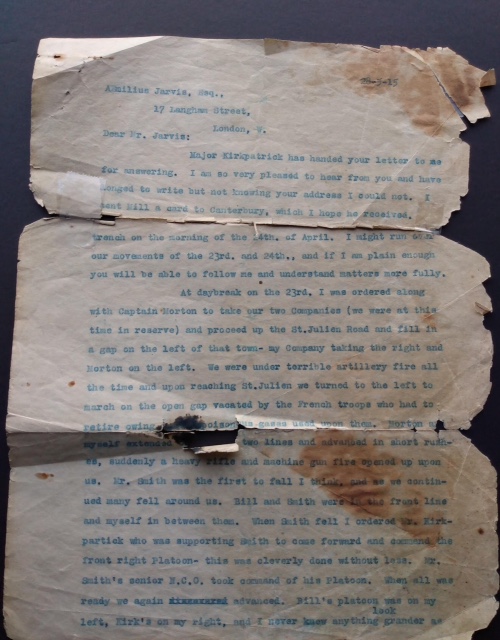 -5-15
Aemilius Jarvis, Esq.,
17 Langham Street,
London, W.
Dear Mr. Jarvis:
Major Kirkpatrick has handed your letter to me
for answering. I am so very pleased to hear from you and have
longed to write but not knowing your address I could not. I
sent Bill a card to Canterbury, which I hope he received.
trench on the morning of the 14th. of April. I might run over
our movements of the 23rd. and 24th., and if I am plain enough
you will be able to follow me and understand matters more fully.
At daybreak on the 23rd. I was ordered along
with Captain Morton to take our two Companies (we were at this
time in reserve) and proceed up the St.Julien Road and fill in
a gap on the left of that town- my Company taking the right and
Morton on the left. We were under terrible artillery fire all
the time and upon reaching St.Julien we turned to the left to
march on the open gap vacated by the French troops who had to
retire owing gases used upon them. Morton
myself two lines and advanced in short rush-
es, suddenly a heavy rifle and machine gun fire opened up upon
us. Mr. Smith was the first to fall I think, and as we contin-
ued many fell around us. Bill and Smith were in the front line
and myself in between them. When Smith fell I ordered Mr. Kirk-
partick who was supporting Smith to come forward and command the
front right Platoon- this was cleverly done without loss. Mr.
Smith's senior N.C.O. took command of his Platoon. When all was
ready we again advanced. Bill's platoon was on my
look
left, Kirk's on my right, and I never knew anything grander as